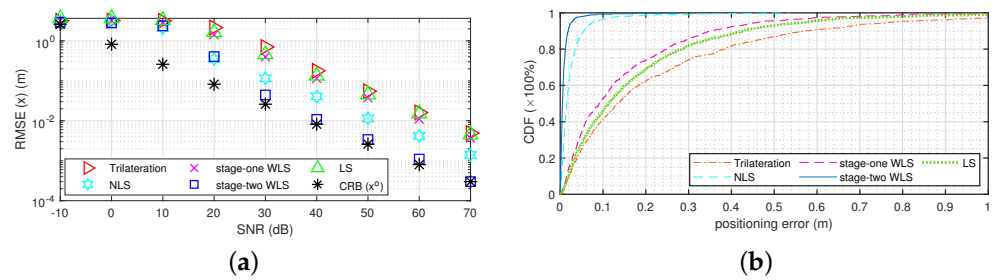 RMSE (x) (m)
10^0
10^-2
10^-4
Trilateration
stage-one WLS
LS
NLS
stage-two WLS
CRB (x^o)
-10 0 10 20 30 40 50 60 70
SNR (dB)
(a)
CDF (×100%)
1
0.8
0.6
0.4
0.2
0
Trilateration
stage-one WLS
LS
NLS
stage-two WLS
0 0.1 0.2 0.3 0.4 0.5 0.6 0.7 0.8 0.9 1
positioning error (m)
(b)